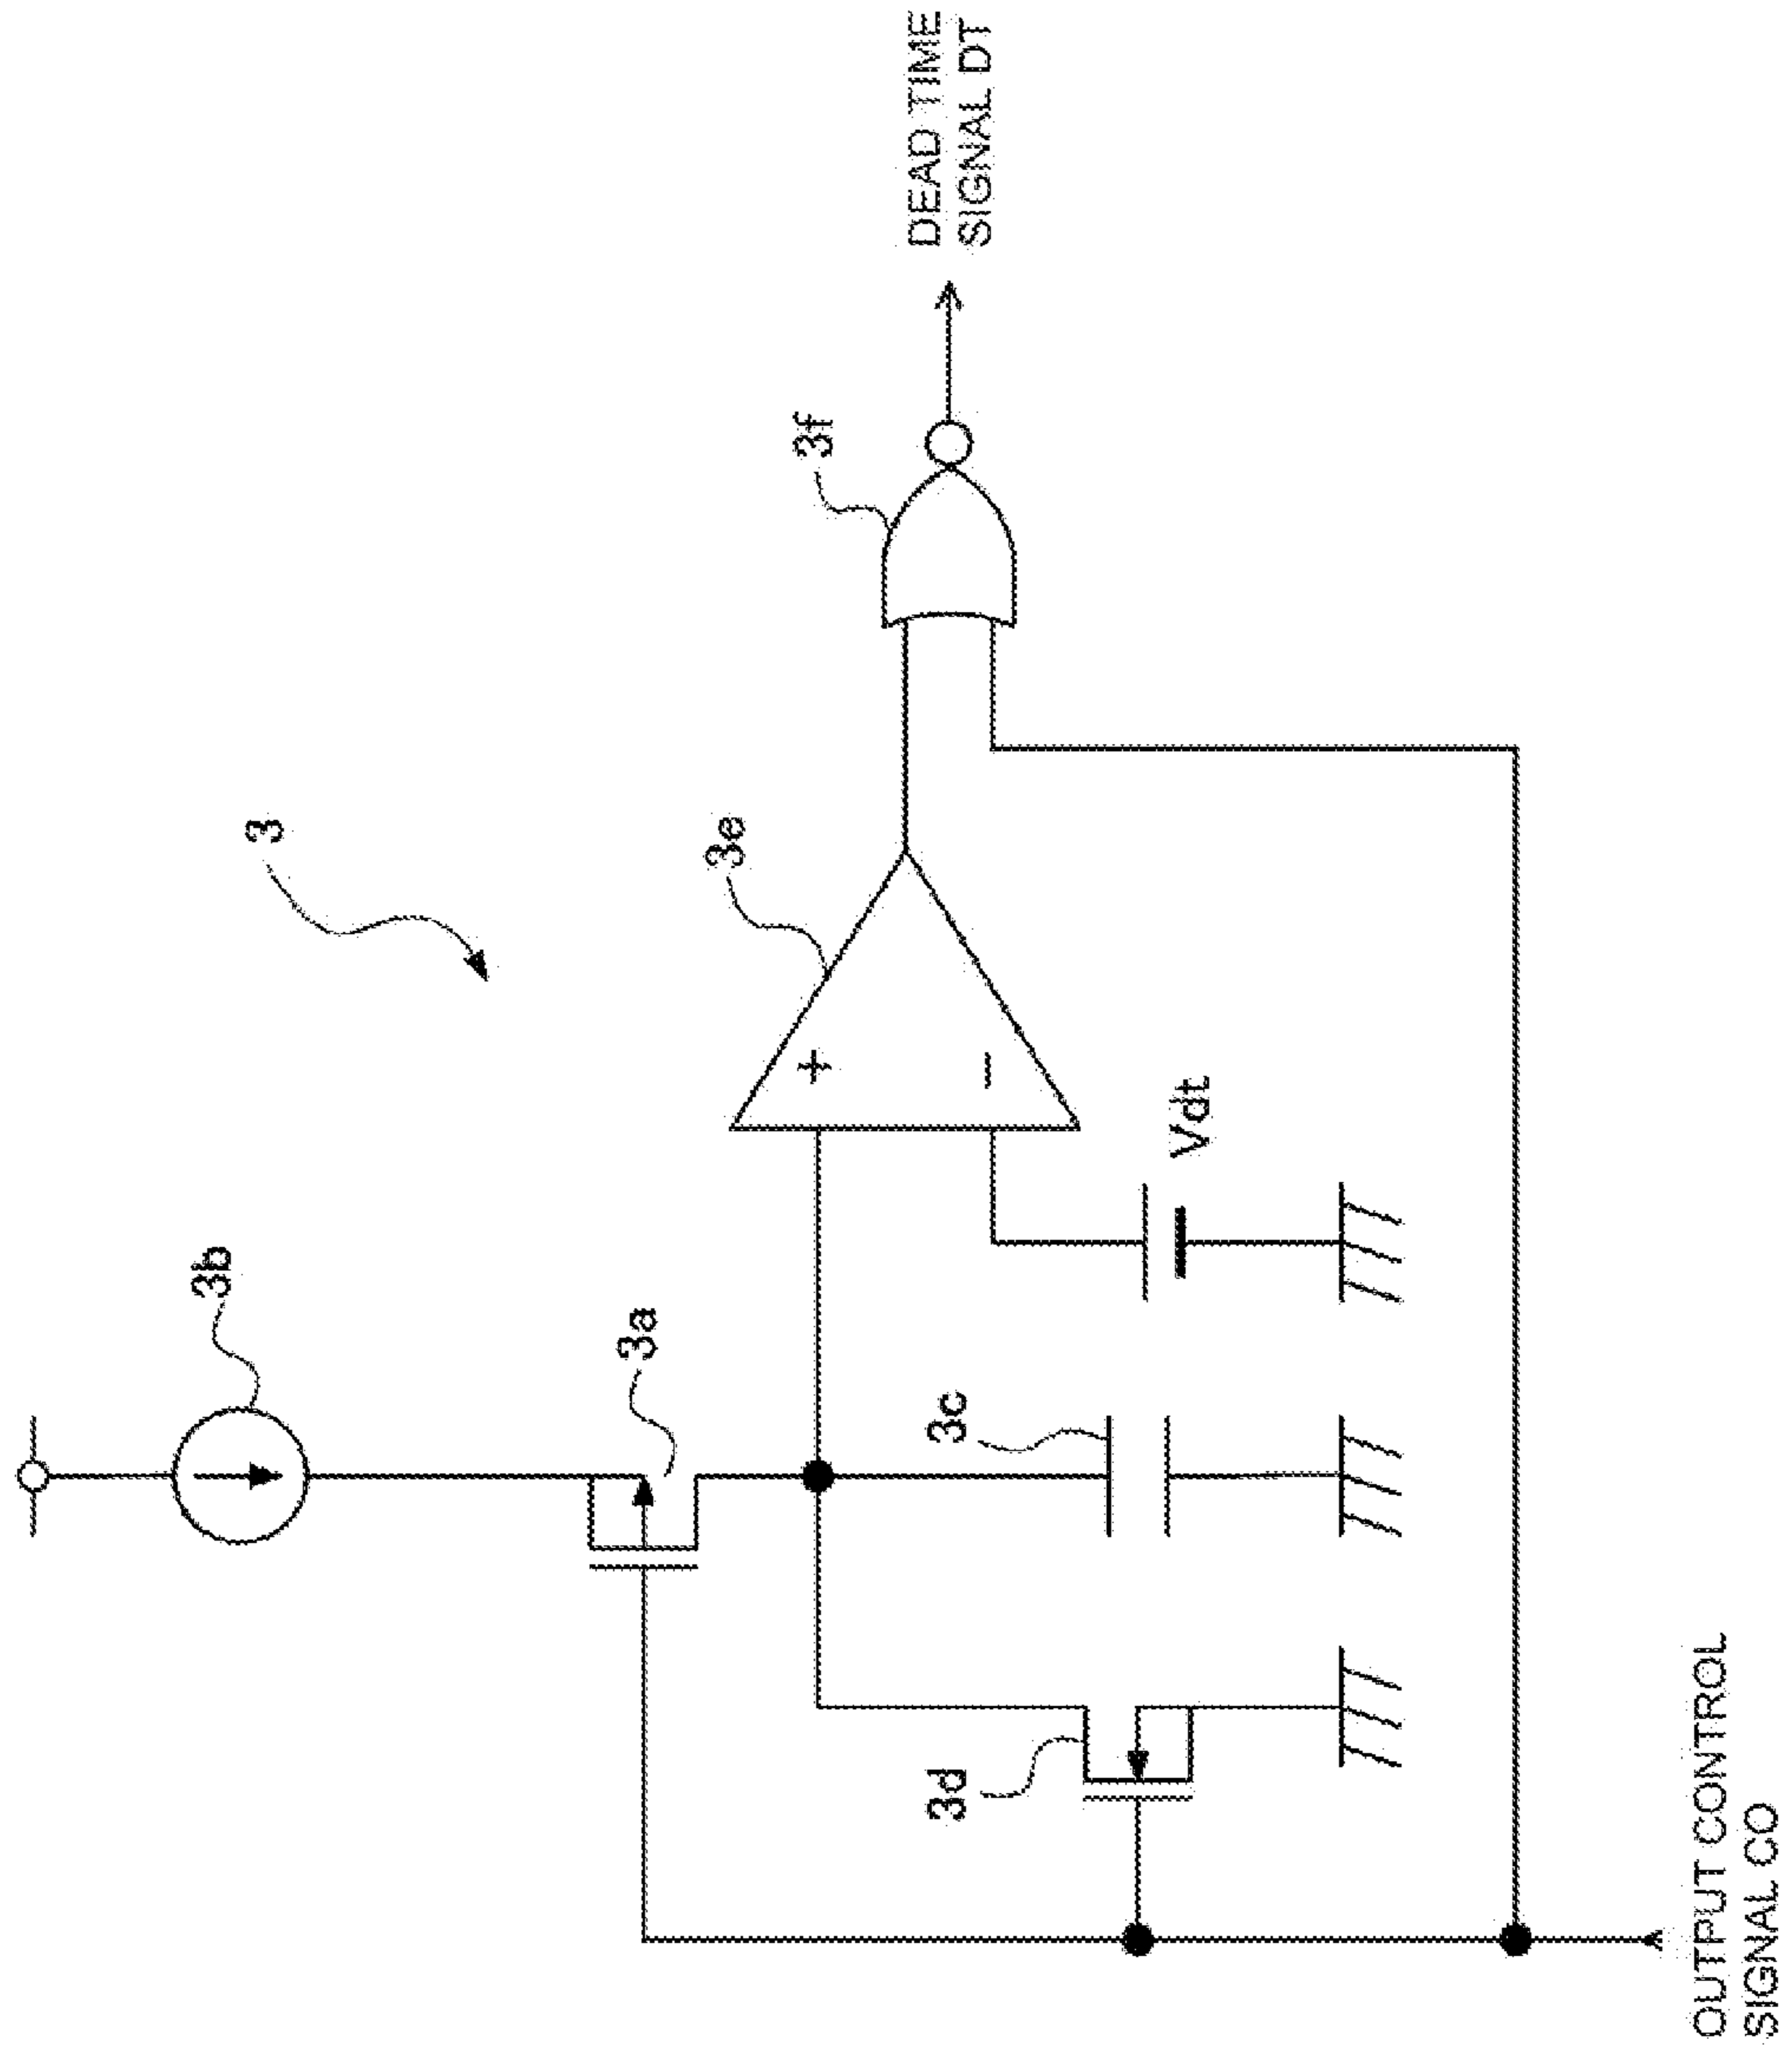 3
3b
3a
3e
3f
+
−
3c
3d
Vdt
DEAD TIME
SIGNAL DT
OUTPUT CONTROL
SIGNAL CO